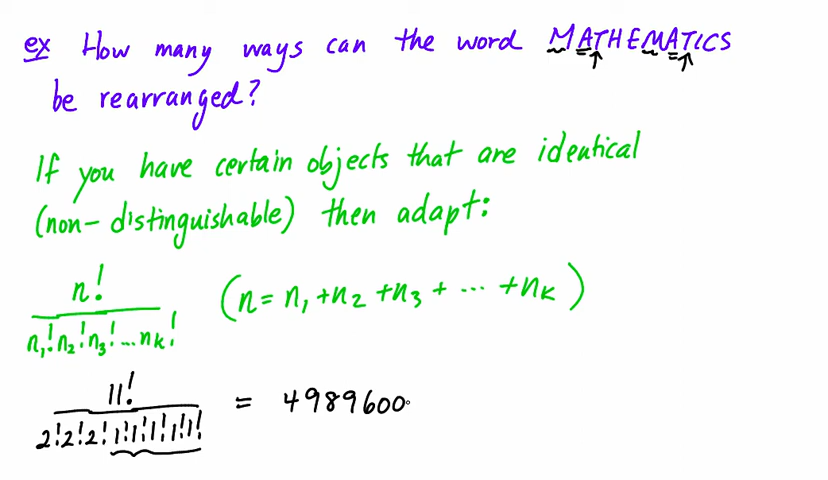 ex How many ways can the word MATHEMATICS
be rearranged?
If you have certain objects that are identical
(non-distinguishable) then adapt:
n!
(n = n₁ + n₂ + n₃ + ... + nₖ)
n₁! n₂! n₃! ... nₖ!
11!
= 4989600
2! 2! 2! 1! 1! 1! 1! 1!